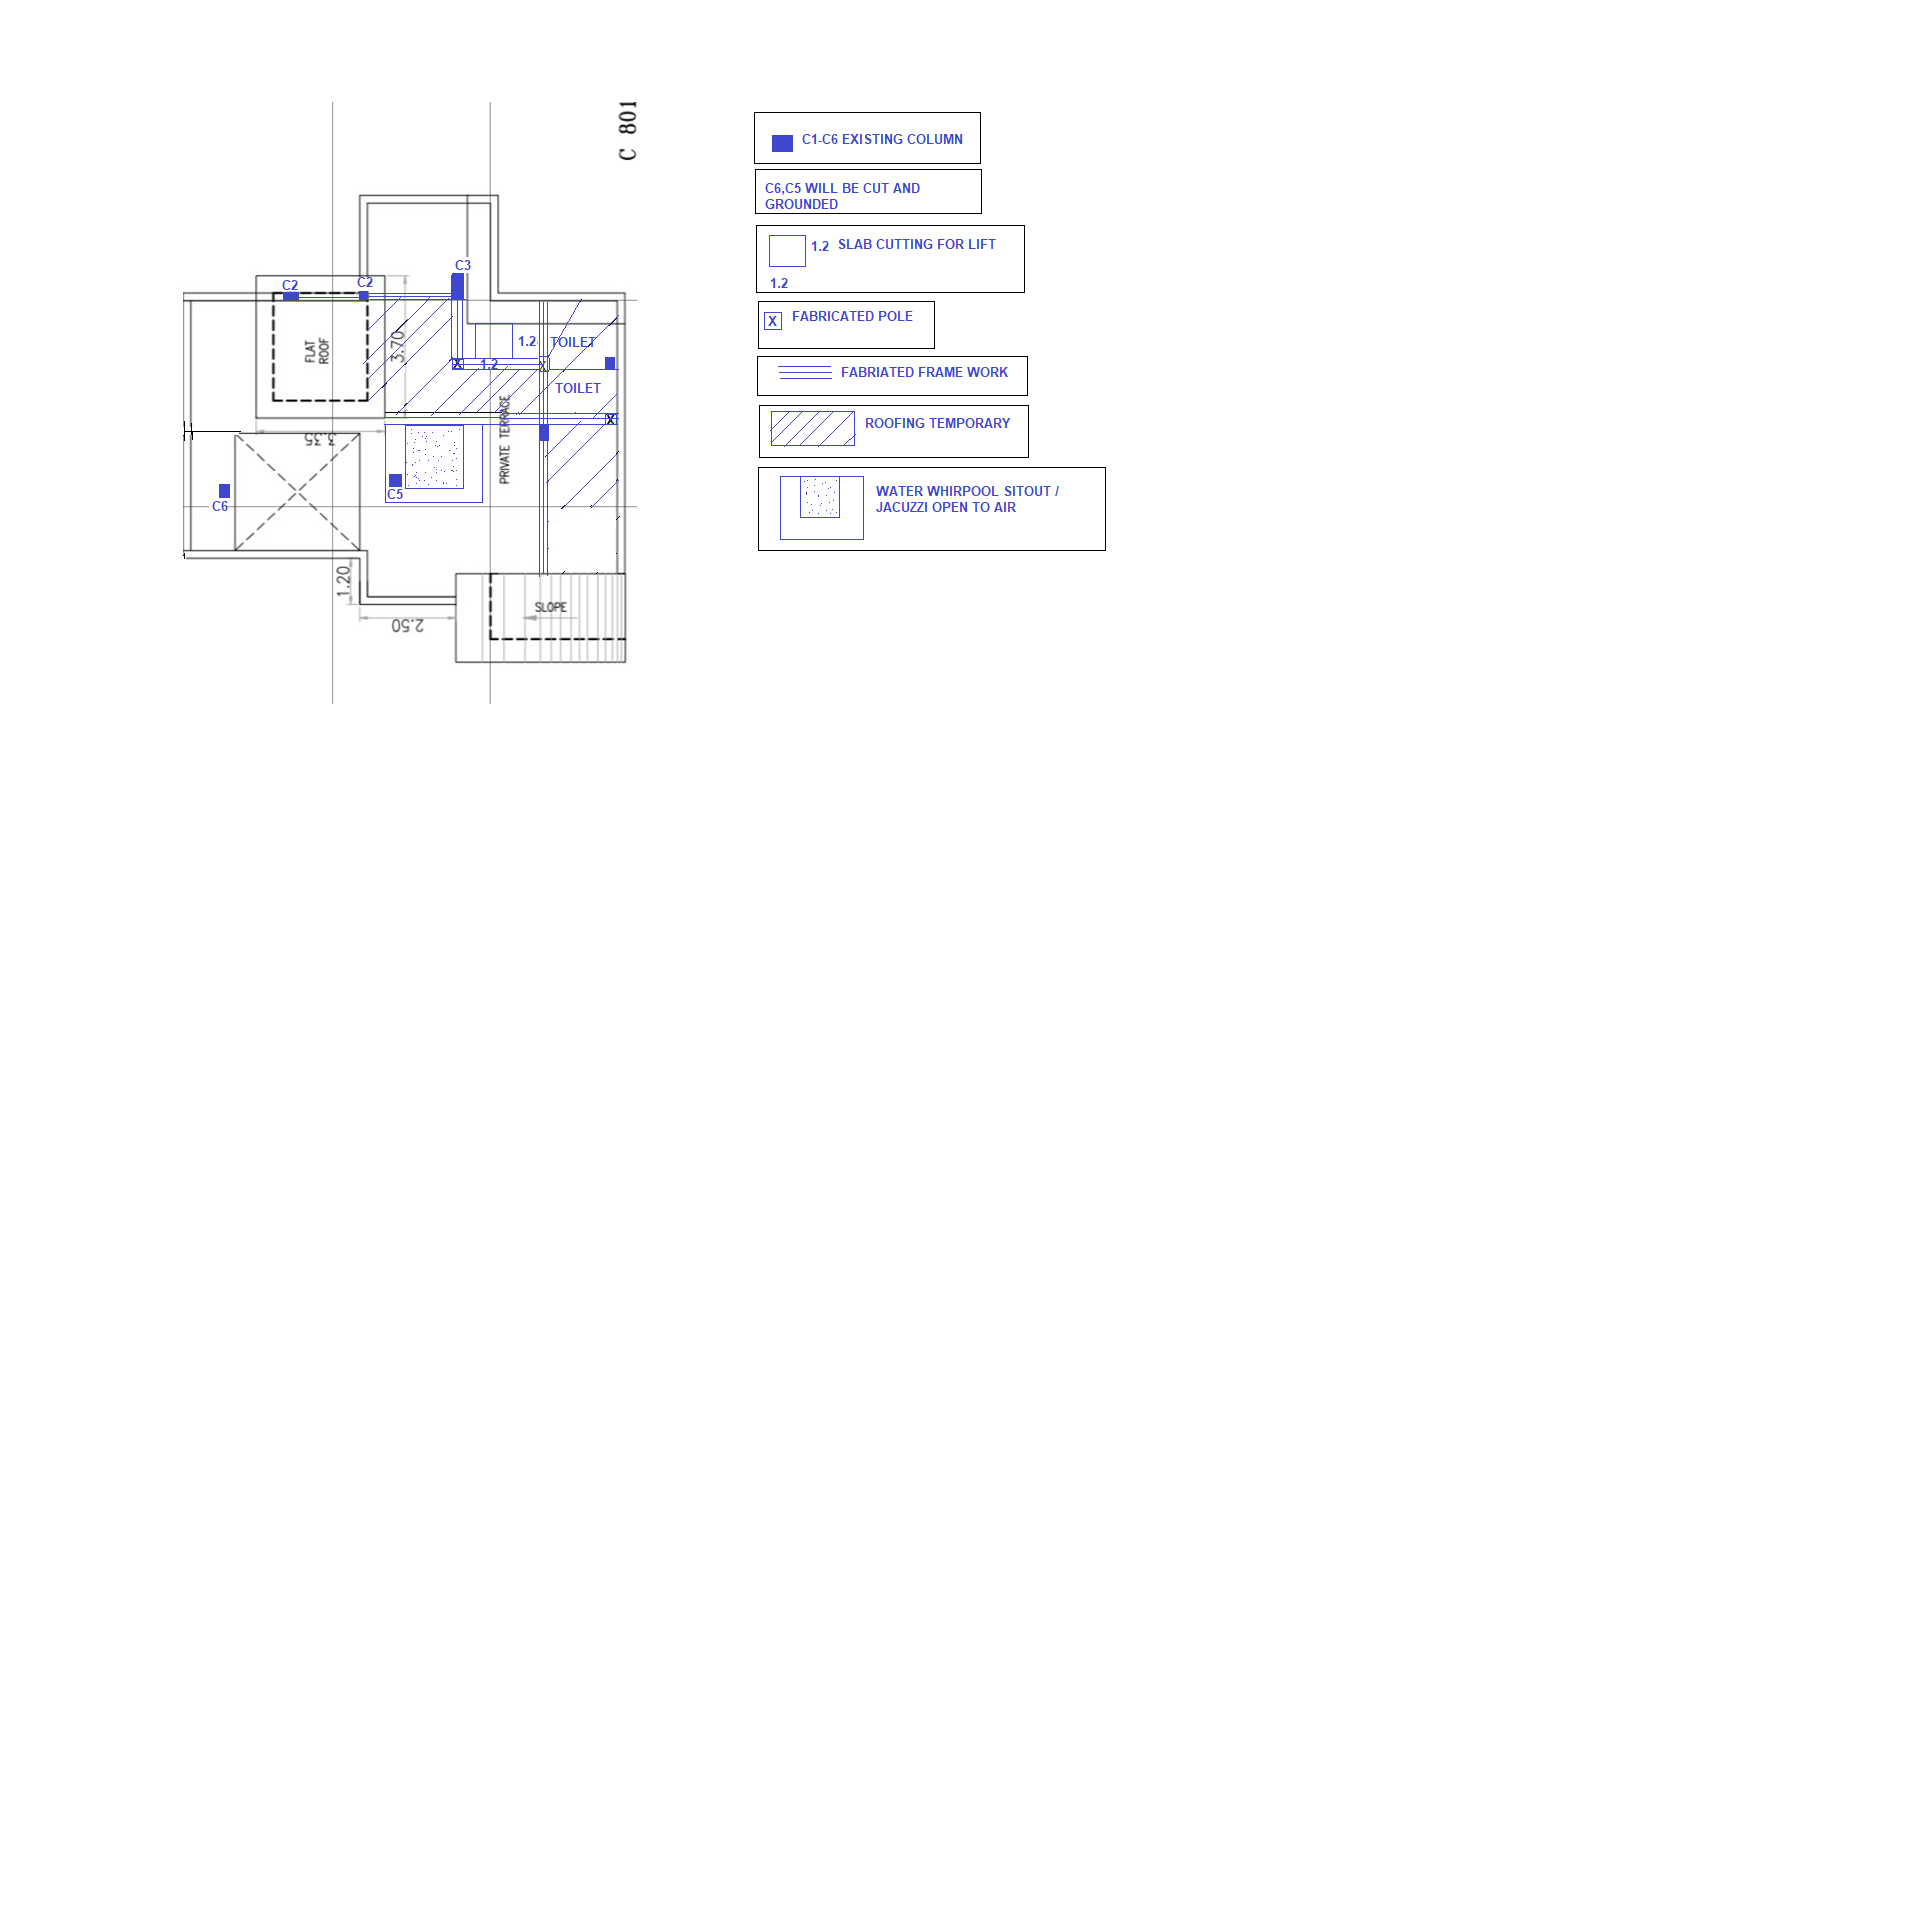 C 801
C3
C2
C2
FLAT
ROOF
3.70
1.2
TOILET
X
1.2
X
TOILET
X
PRIVATE TERRACE
3.35
C5
C6
1.20
2.50
SLOPE
C1-C6 EXISTING COLUMN
C6,C5 WILL BE CUT AND
GROUNDED
1.2 SLAB CUTTING FOR LIFT
1.2
X FABRICATED POLE
FABRIATED FRAME WORK
ROOFING TEMPORARY
WATER WHIRPOOL SITOUT /
JACUZZI OPEN TO AIR